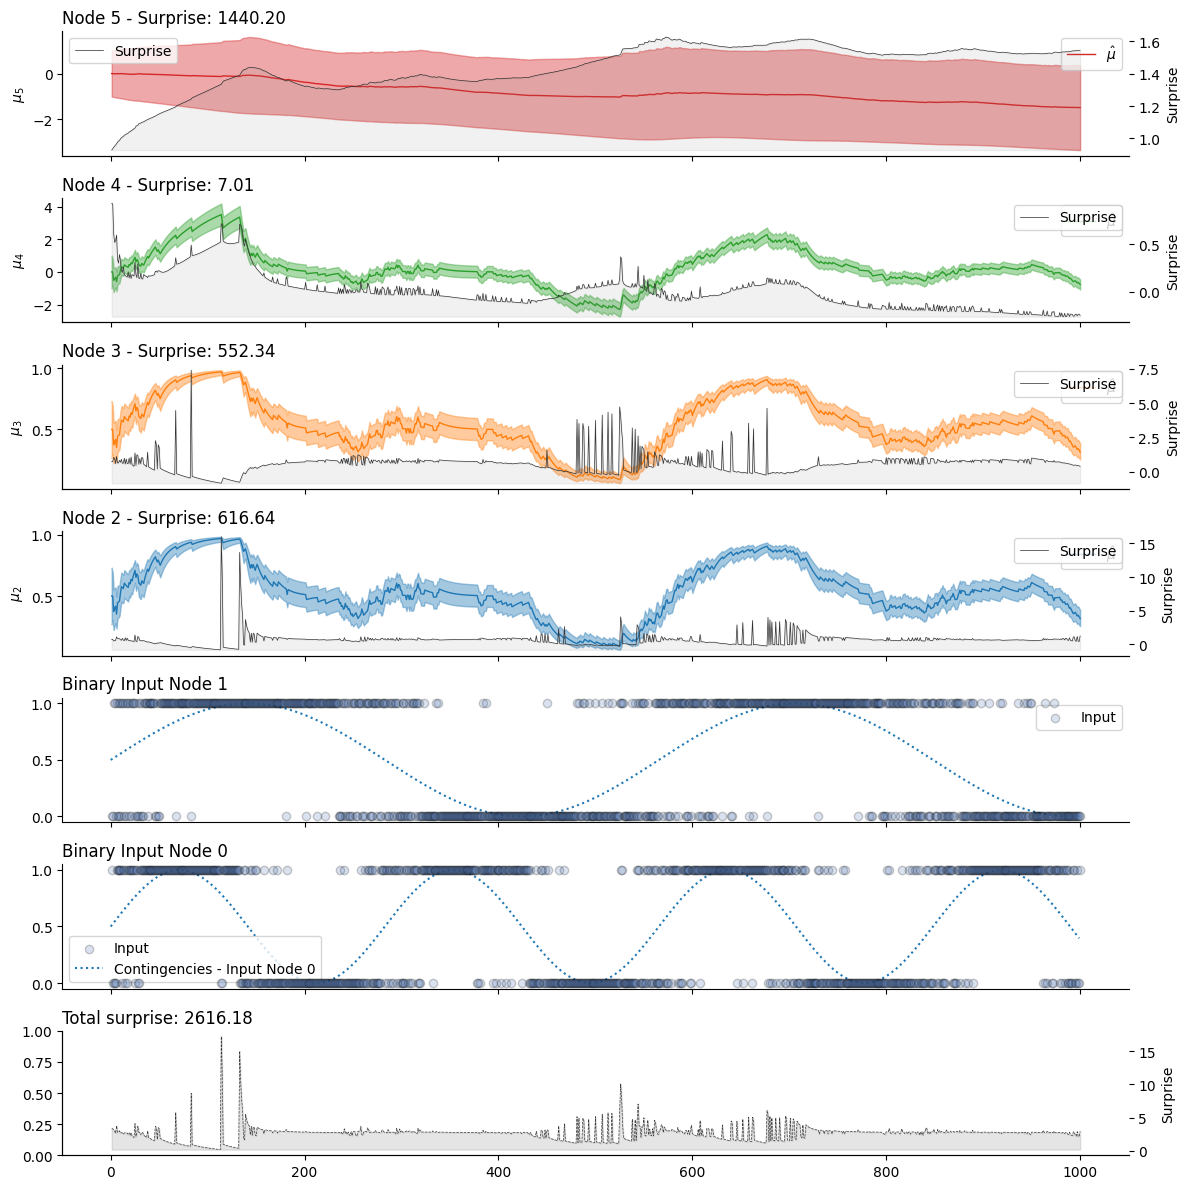 Node 5 - Surprise: 1440.20
Surprise
μ̂
0
−2
μ5
1.6
1.4
1.2
1.0
Surprise
Node 4 - Surprise: 7.01
4
2
0
−2
μ4
Surprise
0.5
0.0
Surprise
Node 3 - Surprise: 552.34
1.0
0.5
μ3
Surprise
7.5
5.0
2.5
0.0
Surprise
Node 2 - Surprise: 616.64
1.0
0.5
μ2
Surprise
15
10
5
0
Surprise
Binary Input Node 1
1.0
0.5
0.0
Input
Binary Input Node 0
1.0
0.5
0.0
Input
Contingencies - Input Node 0
Total surprise: 2616.18
1.00
0.75
0.50
0.25
0.00
15
10
5
0
Surprise
0 200 400 600 800 1000